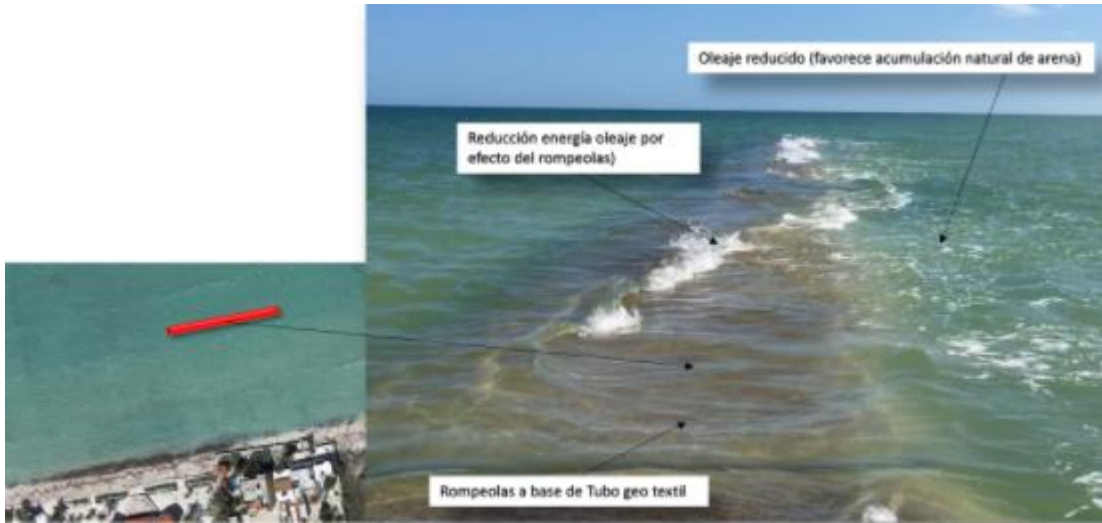 Oleaje reducido (favorece acumulación natural de arena)
Reducción energía oleaje por
efecto del rompeolas)
Rompeolas a base de Tubo geo textil